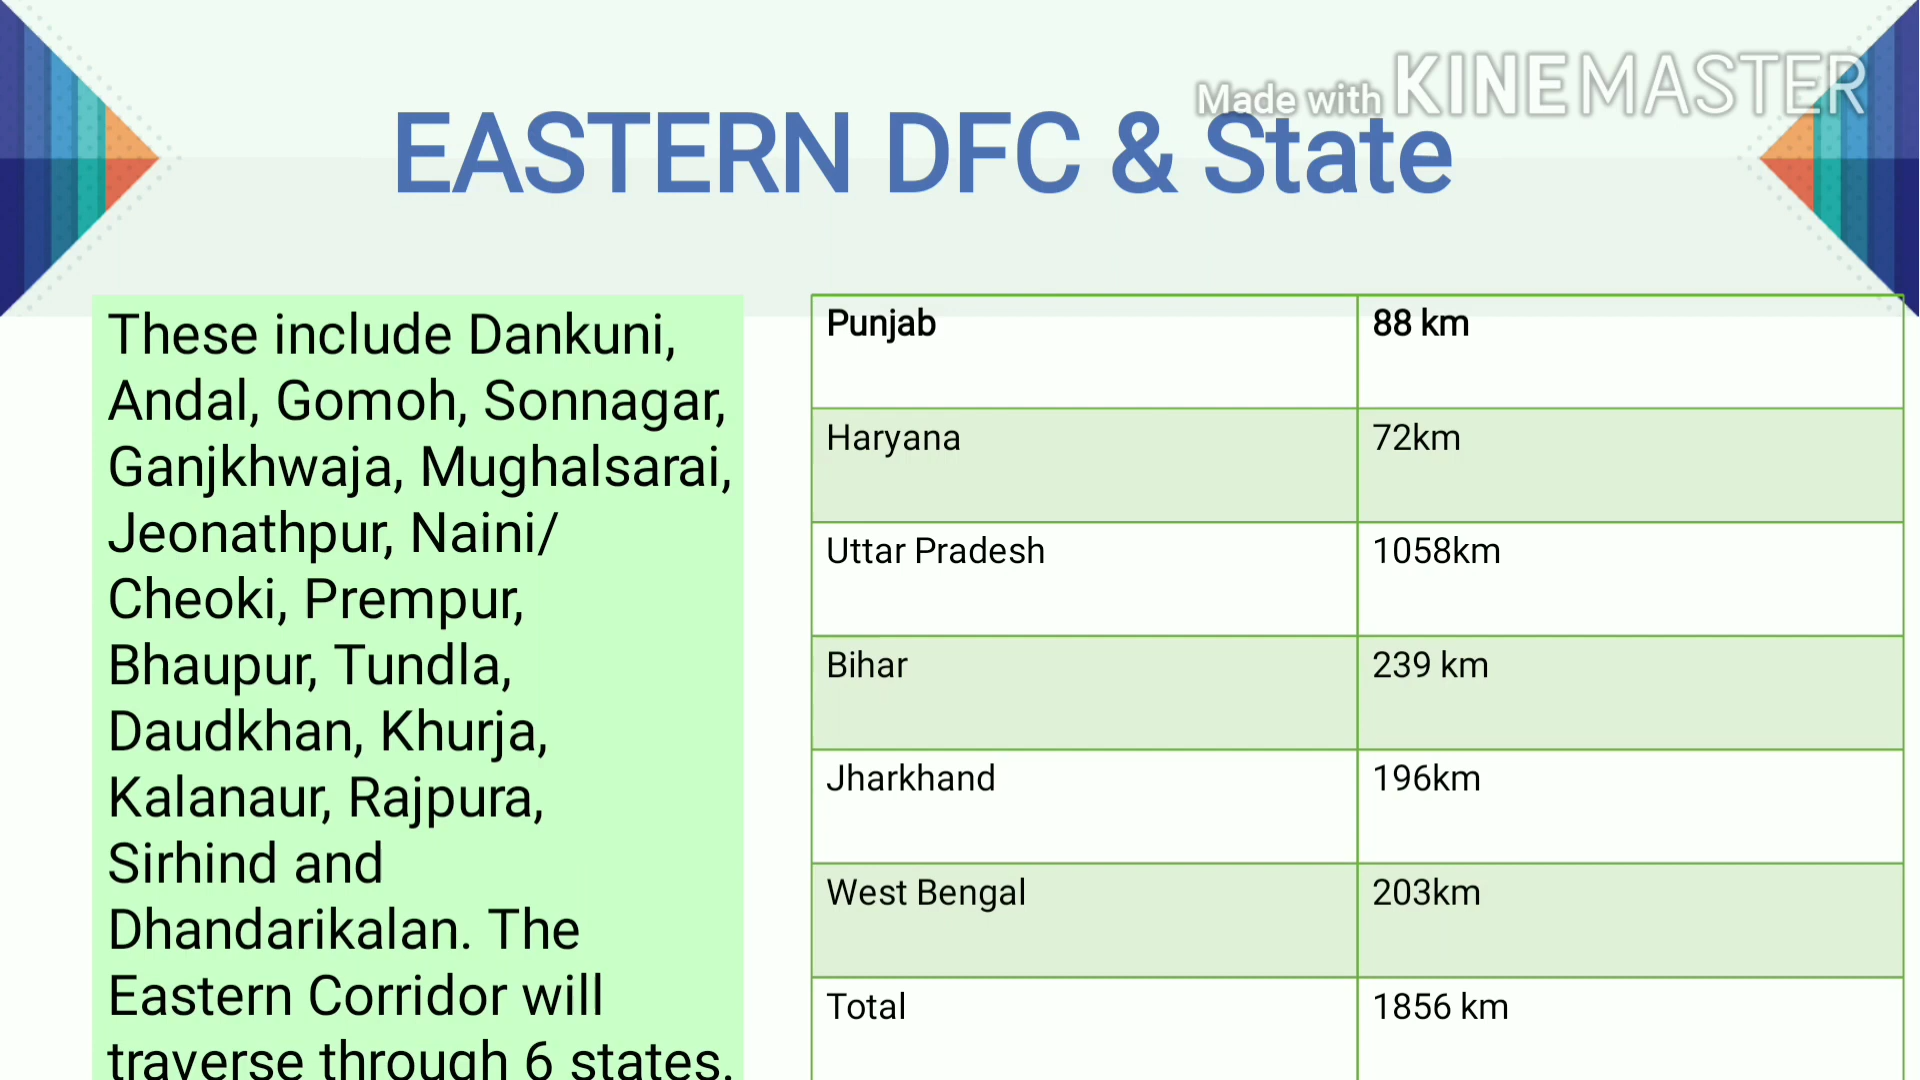 Made with KINEMASTER
EASTERN DFC & State
These include Dankuni,
Andal, Gomoh, Sonnagar,
Ganjkhwaja, Mughalsarai,
Jeonathpur, Naini/
Cheoki, Prempur,
Bhaupur, Tundla,
Daudkhan, Khurja,
Kalanaur, Rajpura,
Sirhind and
Dhandarikalan. The
Eastern Corridor will
traverse through 6 states.
Punjab 88 km
Haryana 72km
Uttar Pradesh 1058km
Bihar 239 km
Jharkhand 196km
West Bengal 203km
Total 1856 km